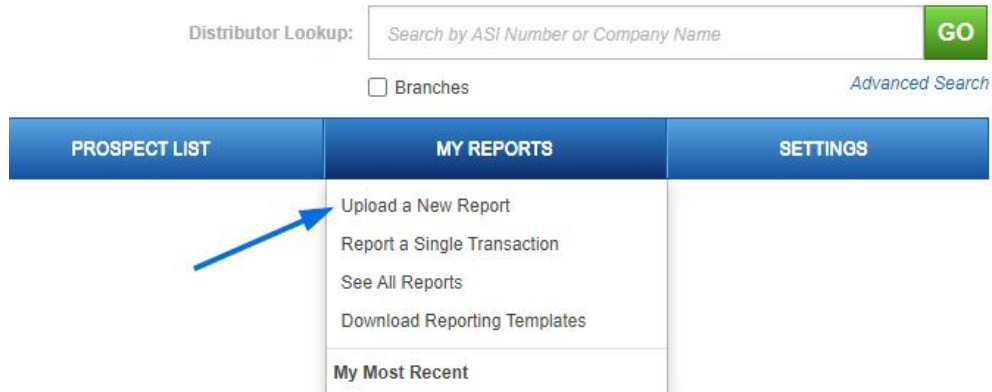 Distributor Lookup: Search by ASI Number or Company Name GO
Branches Advanced Search
PROSPECT LIST MY REPORTS SETTINGS
Upload a New Report
Report a Single Transaction
See All Reports
Download Reporting Templates
My Most Recent